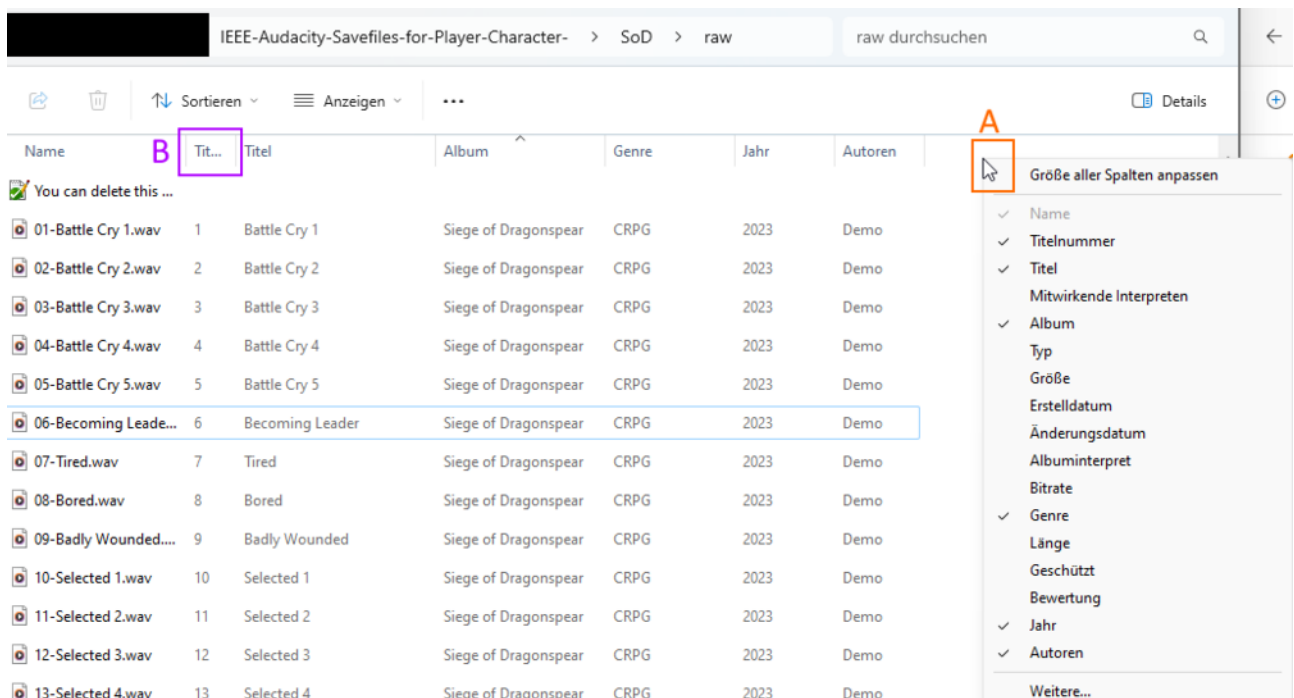 IEEE-Audacity-Savefiles-for-Player-Character- > SoD > raw raw durchsuchen
Sortieren Anzeigen ... Details
A
Name B Tit... Titel Album Genre Jahr Autoren
You can delete this ...
01-Battle Cry 1.wav 1 Battle Cry 1 Siege of Dragonspear CRPG 2023 Demo
02-Battle Cry 2.wav 2 Battle Cry 2 Siege of Dragonspear CRPG 2023 Demo
03-Battle Cry 3.wav 3 Battle Cry 3 Siege of Dragonspear CRPG 2023 Demo
04-Battle Cry 4.wav 4 Battle Cry 4 Siege of Dragonspear CRPG 2023 Demo
05-Battle Cry 5.wav 5 Battle Cry 5 Siege of Dragonspear CRPG 2023 Demo
06-Becoming Leade... 6 Becoming Leader Siege of Dragonspear CRPG 2023 Demo
07-Tired.wav 7 Tired Siege of Dragonspear CRPG 2023 Demo
08-Bored.wav 8 Bored Siege of Dragonspear CRPG 2023 Demo
09-Badly Wounded.... 9 Badly Wounded Siege of Dragonspear CRPG 2023 Demo
10-Selected 1.wav 10 Selected 1 Siege of Dragonspear CRPG 2023 Demo
11-Selected 2.wav 11 Selected 2 Siege of Dragonspear CRPG 2023 Demo
12-Selected 3.wav 12 Selected 3 Siege of Dragonspear CRPG 2023 Demo
13-Selected 4.wav 13 Selected 4 Siege of Dragonspear CRPG 2023 Demo
Größe aller Spalten anpassen
Name
Titelnummer
Titel
Mitwirkende Interpreten
Album
Typ
Größe
Erstelldatum
Änderungsdatum
Albuminterpret
Bitrate
Genre
Länge
Geschützt
Bewertung
Jahr
Autoren
Weitere...